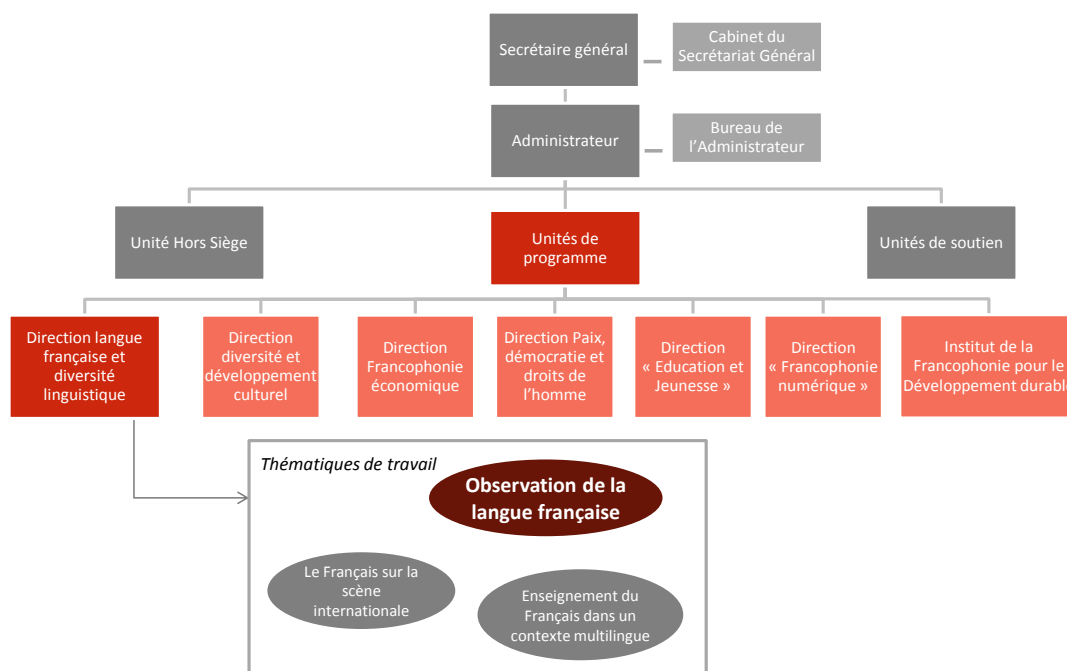 Secrétaire général
Cabinet du
Secrétariat Général
Administrateur
Bureau de
l'Administrateur
Unité Hors Siège
Unités de
programme
Unités de soutien
Direction langue
française et
diversité
linguistique
Direction
diversité et
développement
culturel
Direction
Francophonie
économique
Direction Paix,
démocratie et
droits de
l'homme
Direction
« Education et
Jeunesse »
Direction
« Francophonie
numérique »
Institut de la
Francophonie pour le
Développement durable
Thématiques de travail
Observation de la
langue française
Le Français sur la
scène
internationale
Enseignement du
Français dans un
contexte multilingue